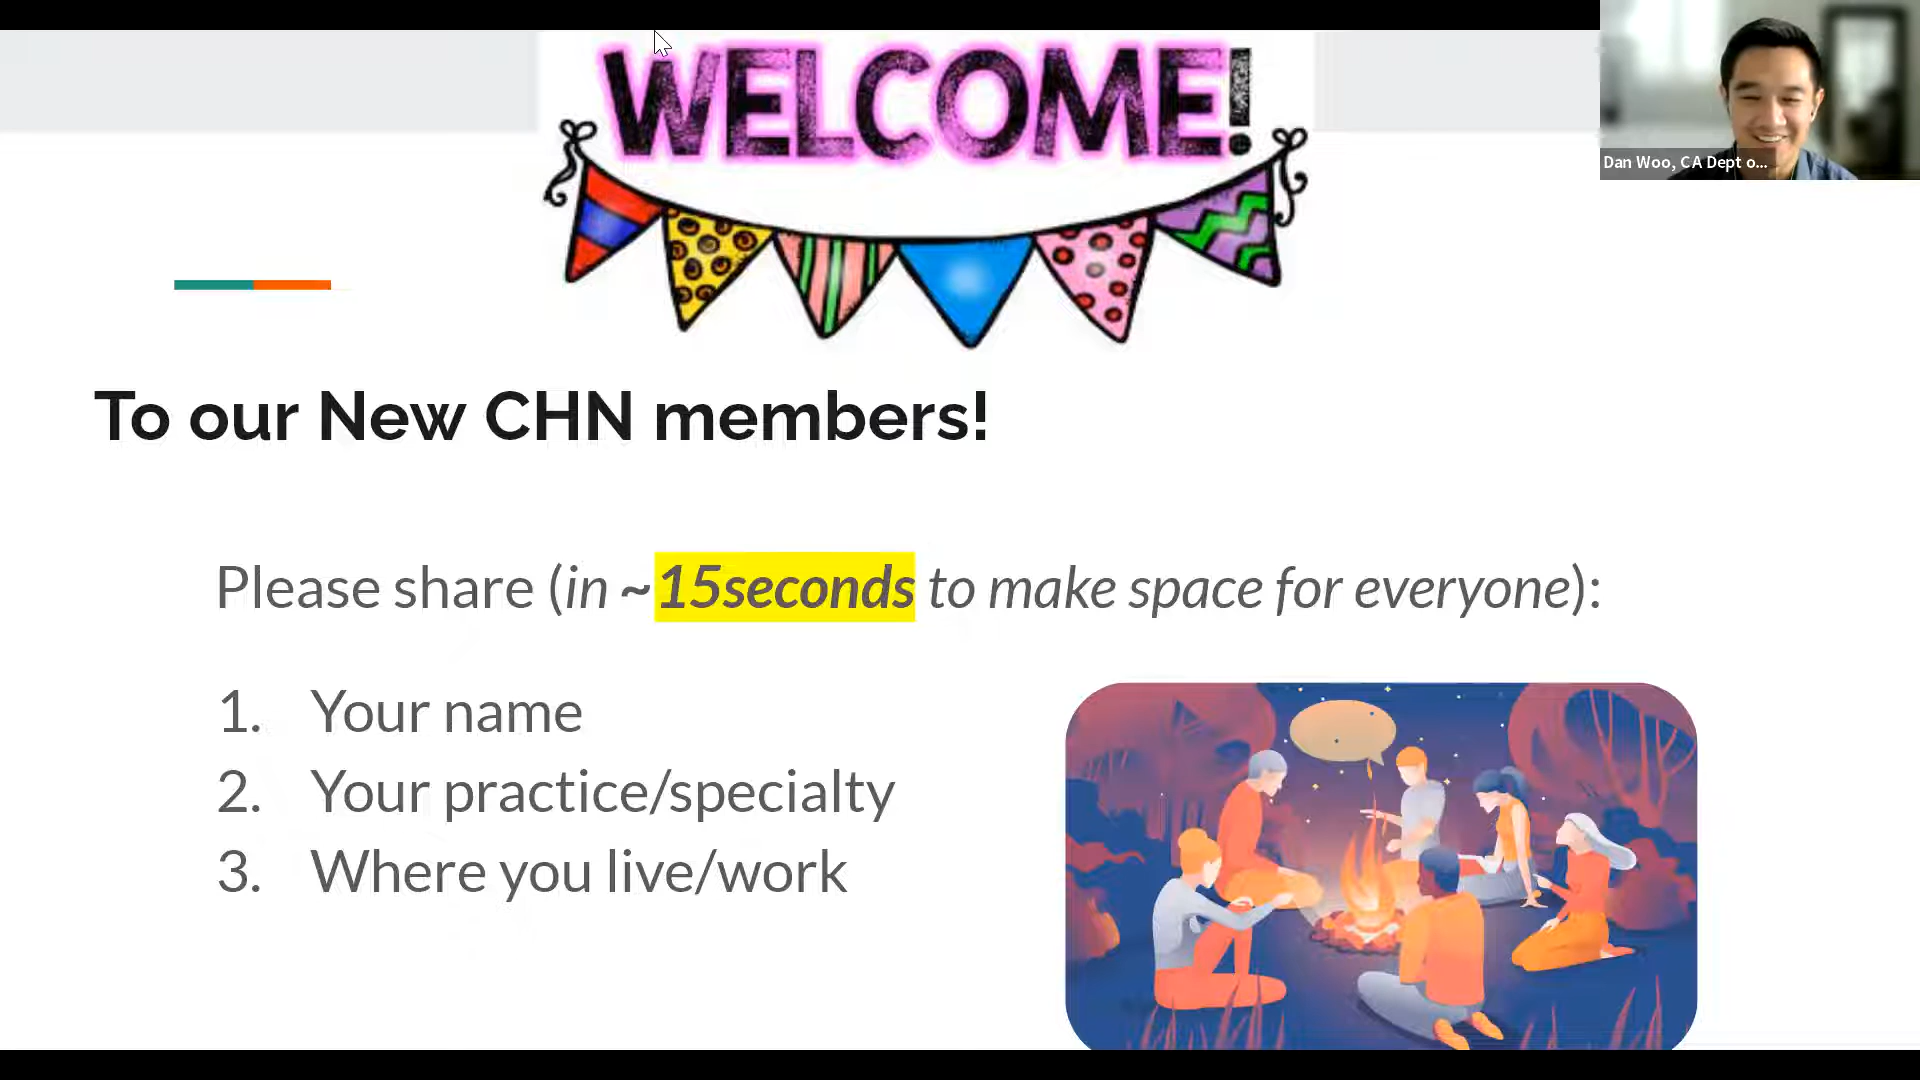 WELCOME!
Dan Woo, CA Dept o...
To our New CHN members!
Please share (in ~15seconds to make space for everyone):
1. Your name
2. Your practice/specialty
3. Where you live/work